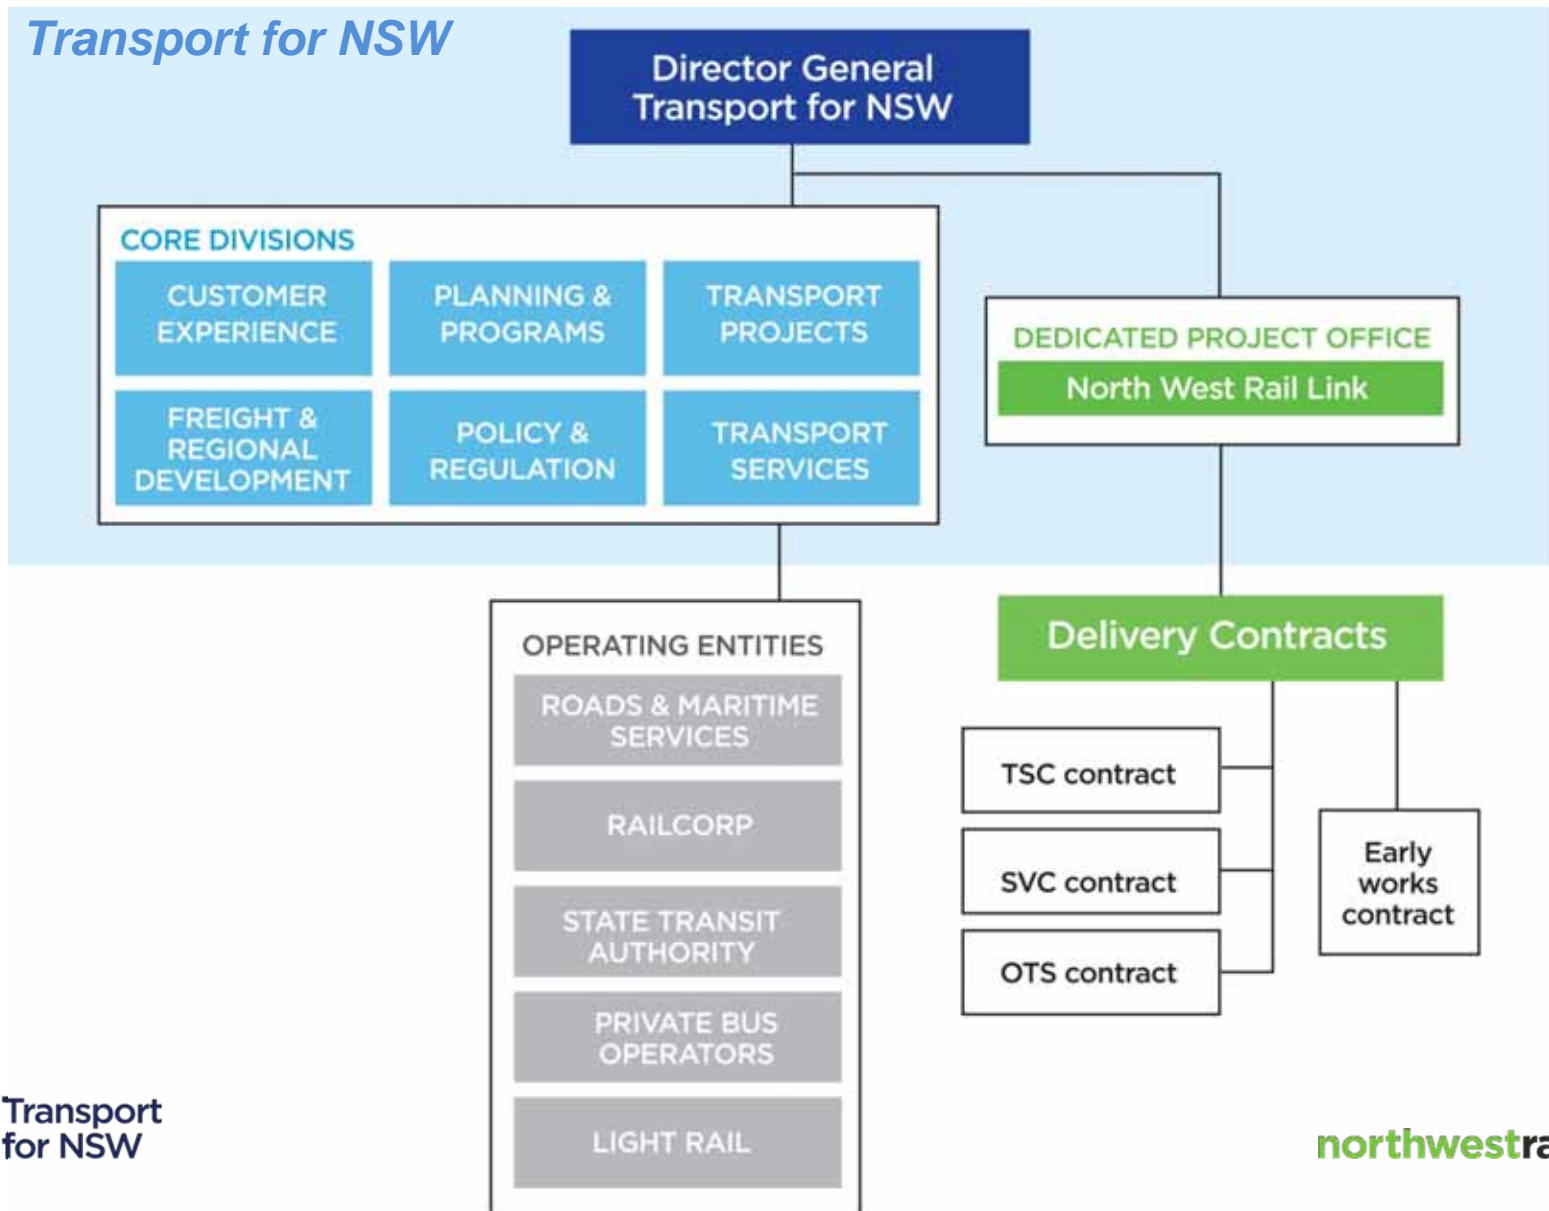 Transport for NSW
Director General
Transport for NSW
CORE DIVISIONS
CUSTOMER
EXPERIENCE
PLANNING &
PROGRAMS
TRANSPORT
PROJECTS
FREIGHT &
REGIONAL
DEVELOPMENT
POLICY &
REGULATION
TRANSPORT
SERVICES
DEDICATED PROJECT OFFICE
North West Rail Link
OPERATING ENTITIES
ROADS & MARITIME
SERVICES
RAILCORP
STATE TRANSIT
AUTHORITY
PRIVATE BUS
OPERATORS
LIGHT RAIL
Delivery Contracts
TSC contract
SVC contract
OTS contract
Early
works
contract
Transport
for NSW
northwestra